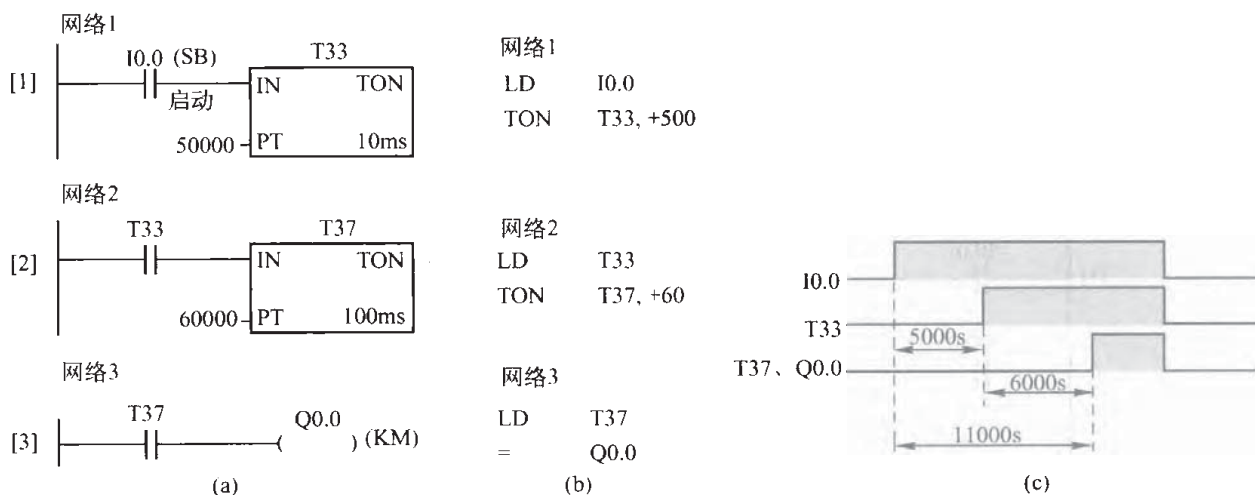 网络1
[1]
I0.0 (SB)
启动
T33
IN TON
50000 PT 10ms
网络2
[2]
T33
T37
IN TON
60000 PT 100ms
网络3
[3]
T37
Q0.0
( ) (KM)
(a)
网络1
LD I0.0
TON T33, +500
网络2
LD T33
TON T37, +60
网络3
LD T37
= Q0.0
(b)
I0.0
T33
5000s
T37、Q0.0
6000s
11000s
(c)